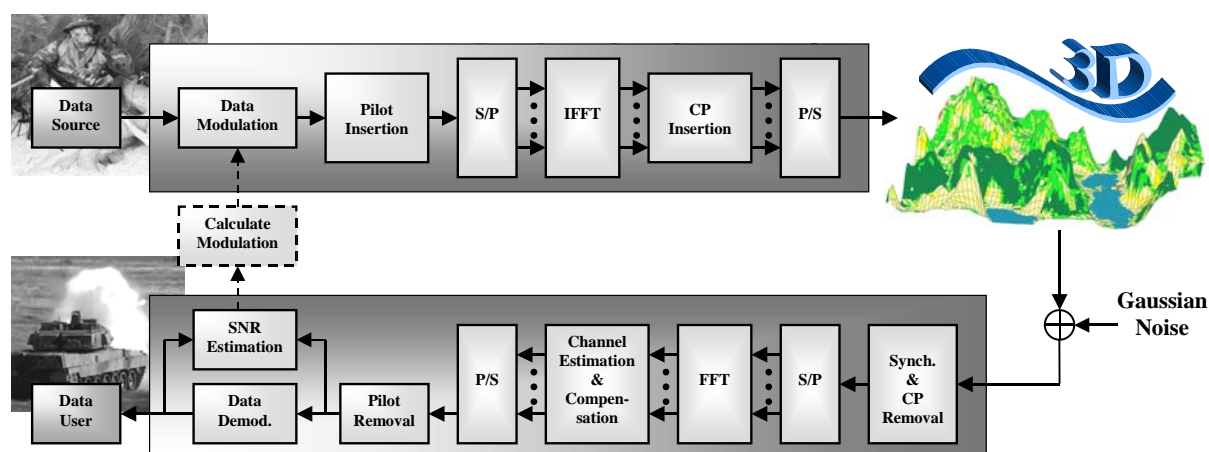 3D
Data
Source
Data
Modulation
Pilot
Insertion
S/P
IFFT
CP
Insertion
P/S
Calculate
Modulation
Gaussian
Noise
SNR
Estimation
Data
User
Data
Demod.
Pilot
Removal
P/S
Channel
Estimation
&
Compen-
sation
FFT
S/P
Synch.
&
CP
Removal